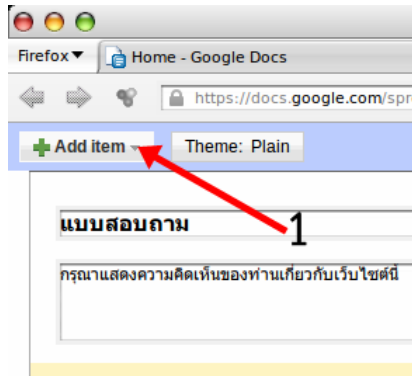 Firefox
Home - Google Docs
https://docs.google.com/spr
Add item
Theme: Plain
แบบสอบถาม
1
กรุณาแสดงความคิดเห็นของท่านเกี่ยวกับเว็บไซต์นี้